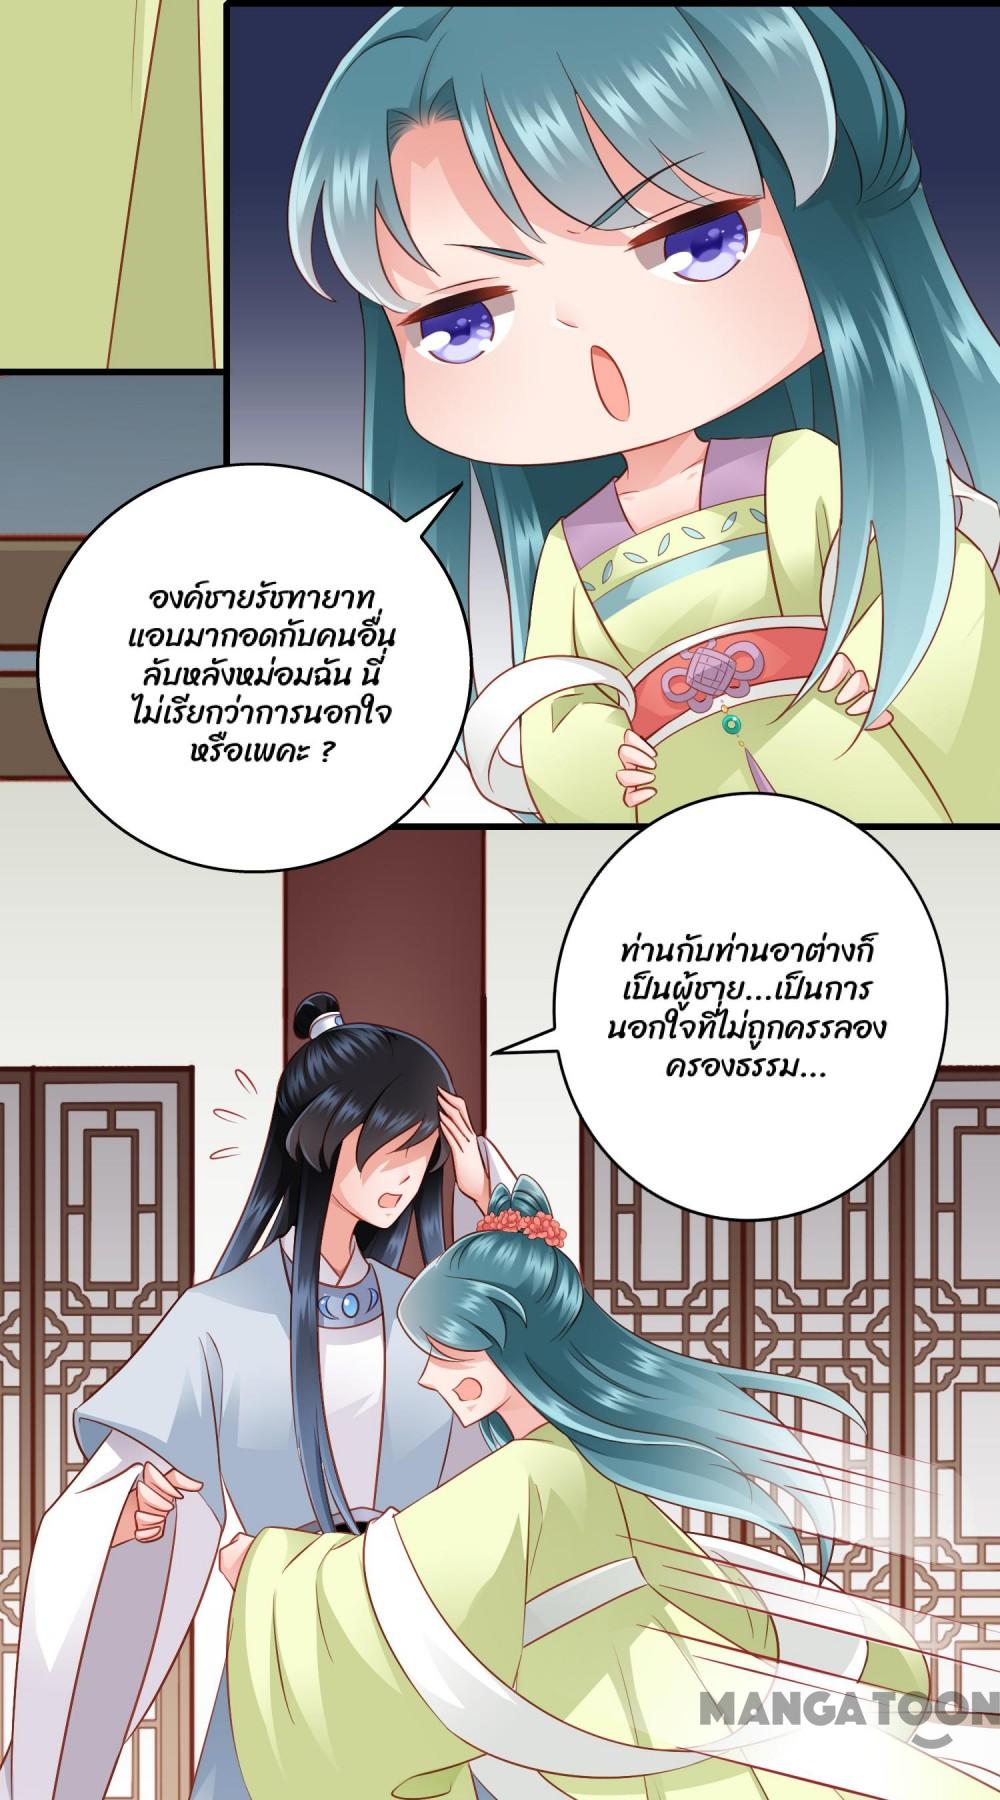 องค์ชายรัชทายาท
แอบมากอดกับคนอื่น
ลับหลังหม่อมฉัน นี่
ไม่เรียกว่าการนอกใจ
หรือเพคะ ?
ท่านกับท่านอาต่างก็
เป็นผู้ชาย...เป็นการ
นอกใจที่ไม่ถูกครรลอง
ครองธรรม...
MANGATOON